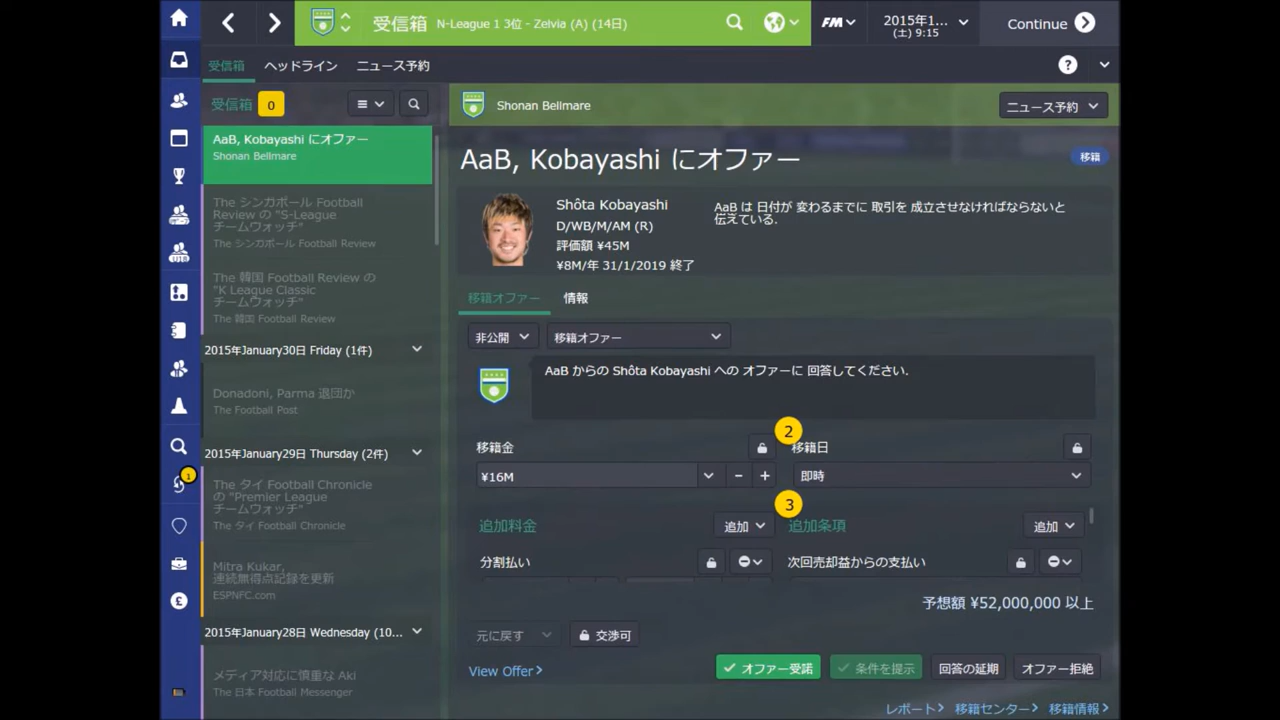 受信箱
N-League 1 3位 - Zelvia (A) (14日)
FM
2015年1...
(土) 9:15
Continue
受信箱
ヘッドライン
ニュース予約
?
受信箱
0
Shonan Bellmare
ニュース予約
AaB, Kobayashi にオファー
Shonan Bellmare
AaB, Kobayashi にオファー
移籍
The シンガポール Football
Review の "S-League
チームウォッチ"
The シンガポール Football Review
Shôta Kobayashi
D/WB/M/AM (R)
評価額 ¥45M
¥8M/年 31/1/2019 終了
AaB は 日付が 変わるまでに 取引を 成立させなければならないと
伝えている.
The 韓国 Football Review の
"K League Classic
チームウォッチ"
The 韓国 Football Review
移籍オファー
情報
2015年January30日 Friday (1件)
非公開
移籍オファー
Donadoni, Parma 退団か
The Football Post
AaB からの Shôta Kobayashi への オファーに 回答してください.
2015年January29日 Thursday (2件)
2
移籍金
移籍日
¥16M
即時
The タイ Football Chronicle
の "Premier League
チームウォッチ"
The タイ Football Chronicle
1
3
追加料金
追加
追加条項
追加
分割払い
次回売却益からの支払い
Mitra Kukar,
連続無得点記録を更新
ESPNFC.com
予想額 ¥52,000,000 以上
2015年January28日 Wednesday (10...
元に戻す
交渉可
View Offer
オファー受諾
条件を提示
回答の延期
オファー拒絶
メディア対応に慎重な Aki
The 日本 Football Messenger
レポート
移籍センター
移籍情報